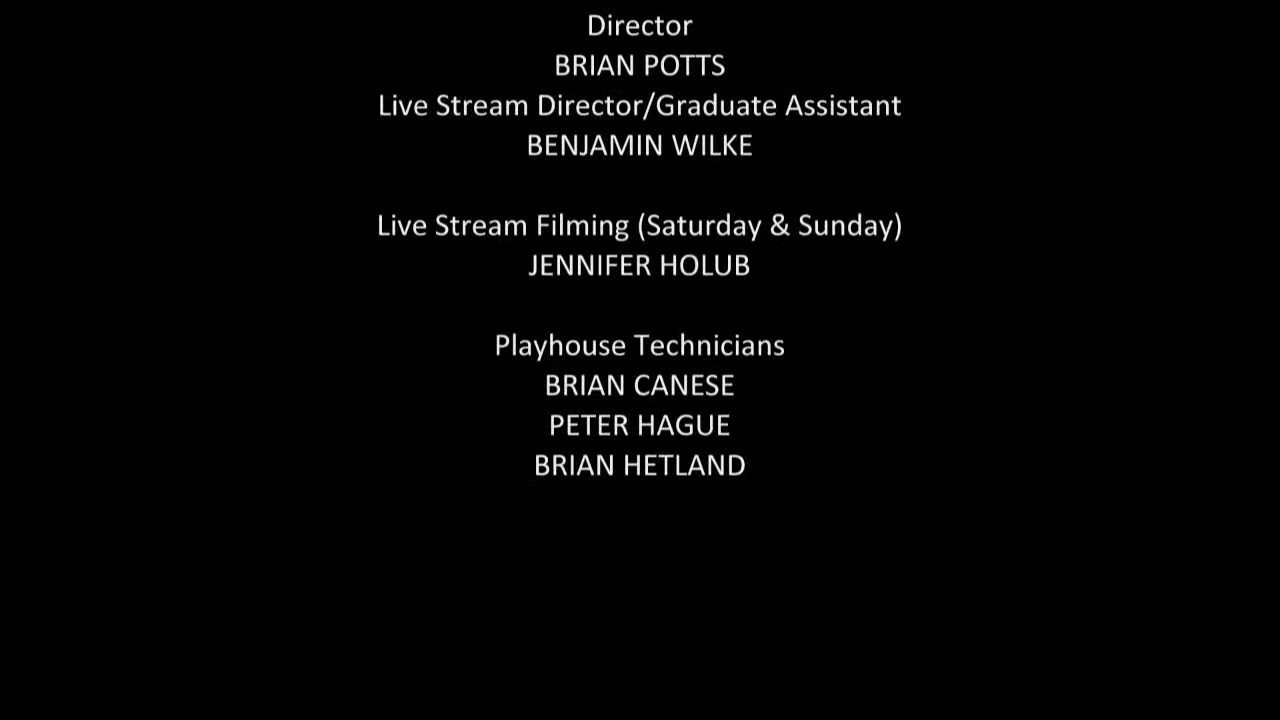 Director
BRIAN POTTS
Live Stream Director/Graduate Assistant
BENJAMIN WILKE
Live Stream Filming (Saturday & Sunday)
JENNIFER HOLUB
Playhouse Technicians
BRIAN CANESE
PETER HAGUE
BRIAN HETLAND